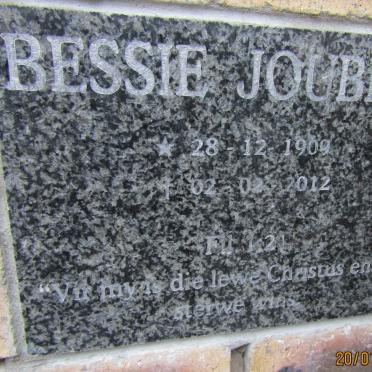 BESSIE JOUB
★ 28 - 12 1909
† 02 - 02 2012
Fil 1:21
"Vir my is die lewe Christus en
sterwe wins
20/0